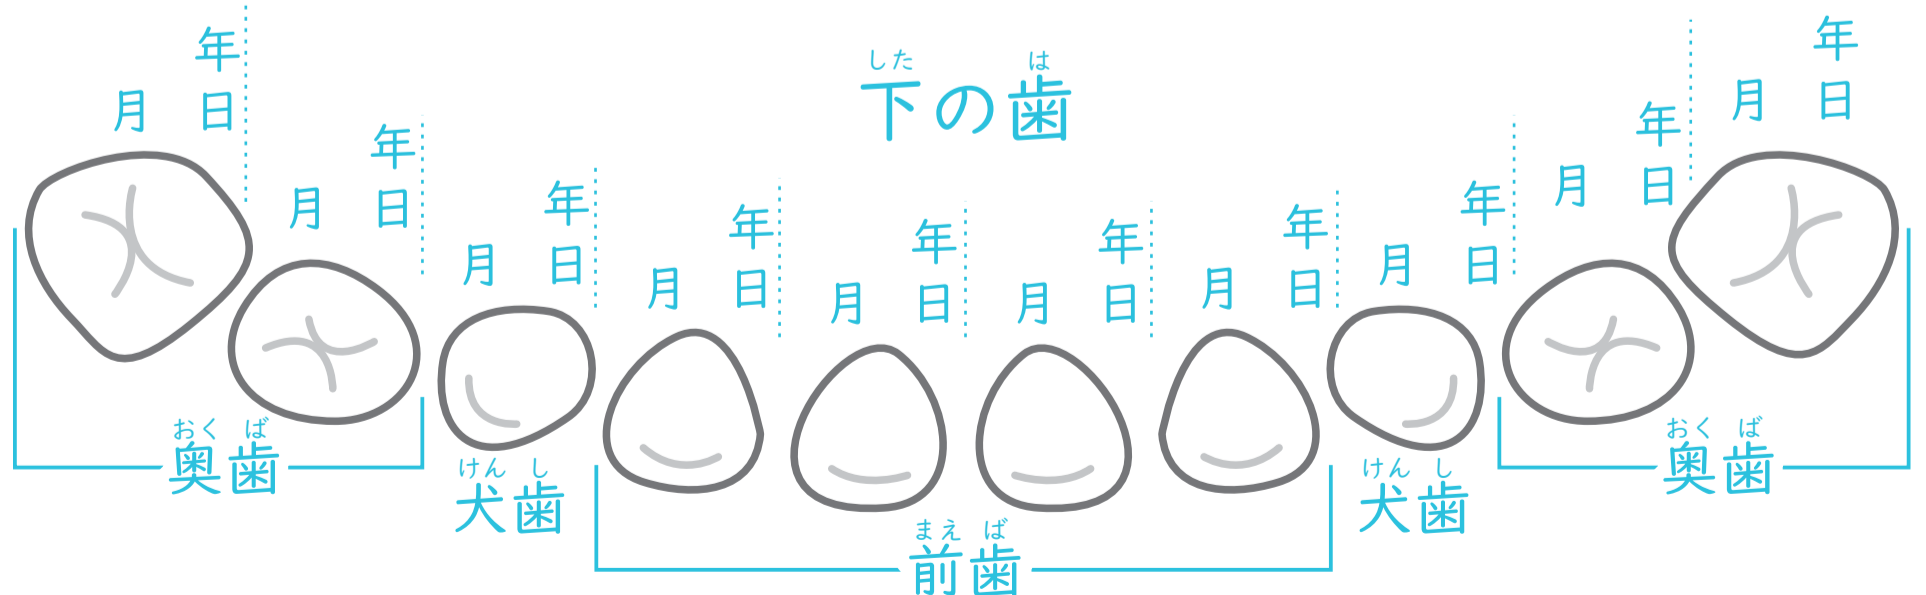 した は
下の歯
年
月 日
年
月 日
年
月 日
年
月 日
年
月 日
年
月 日
年
月 日
年
月 日
年
月 日
年
月 日
おく ば
奥歯
けん し
犬歯
まえ ば
前歯
けん し
犬歯
おく ば
奥歯